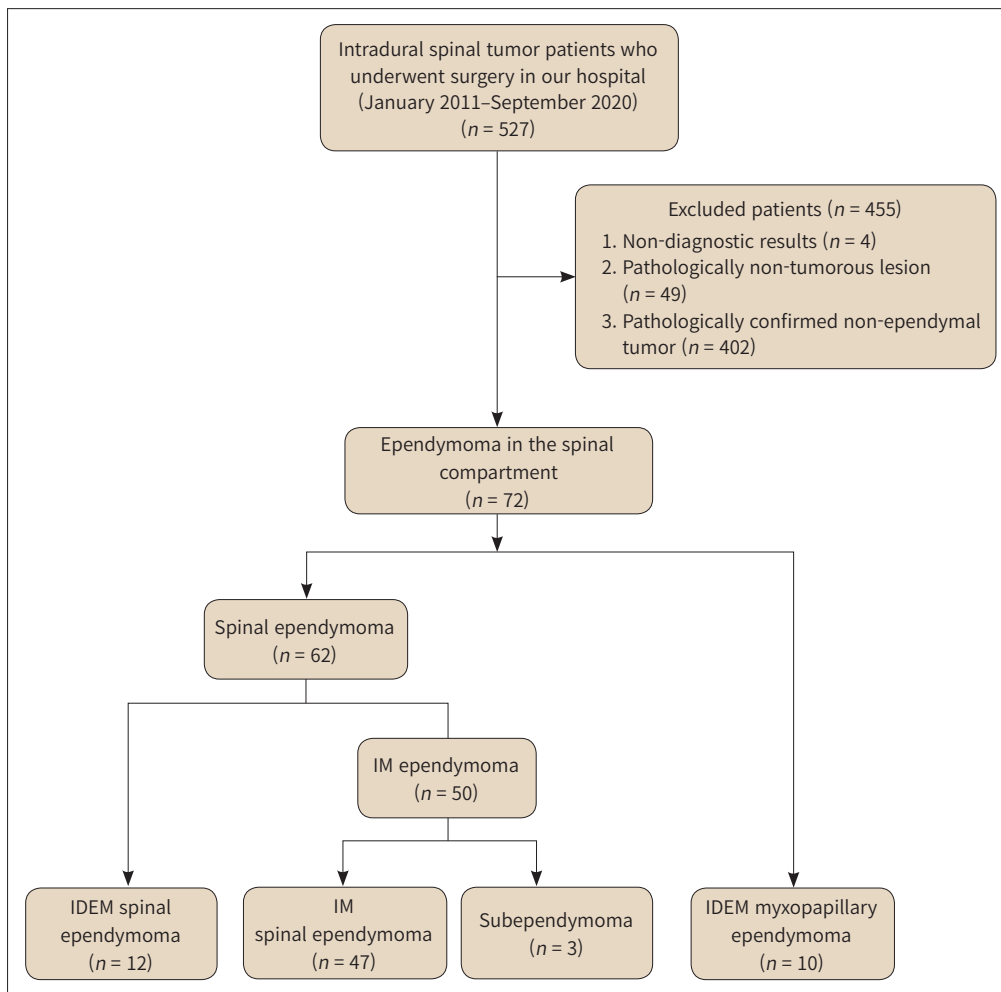 Intradural spinal tumor patients who
underwent surgery in our hospital
(January 2011–September 2020)
(n = 527)
Excluded patients (n = 455)
1. Non-diagnostic results (n = 4)
2. Pathologically non-tumorous lesion
(n = 49)
3. Pathologically confirmed non-ependymal
tumor (n = 402)
Ependymoma in the spinal
compartment
(n = 72)
Spinal ependymoma
(n = 62)
IM ependymoma
(n = 50)
IDEM spinal
ependymoma
(n = 12)
IM
spinal ependymoma
(n = 47)
Subependymoma
(n = 3)
IDEM myxopapillary
ependymoma
(n = 10)